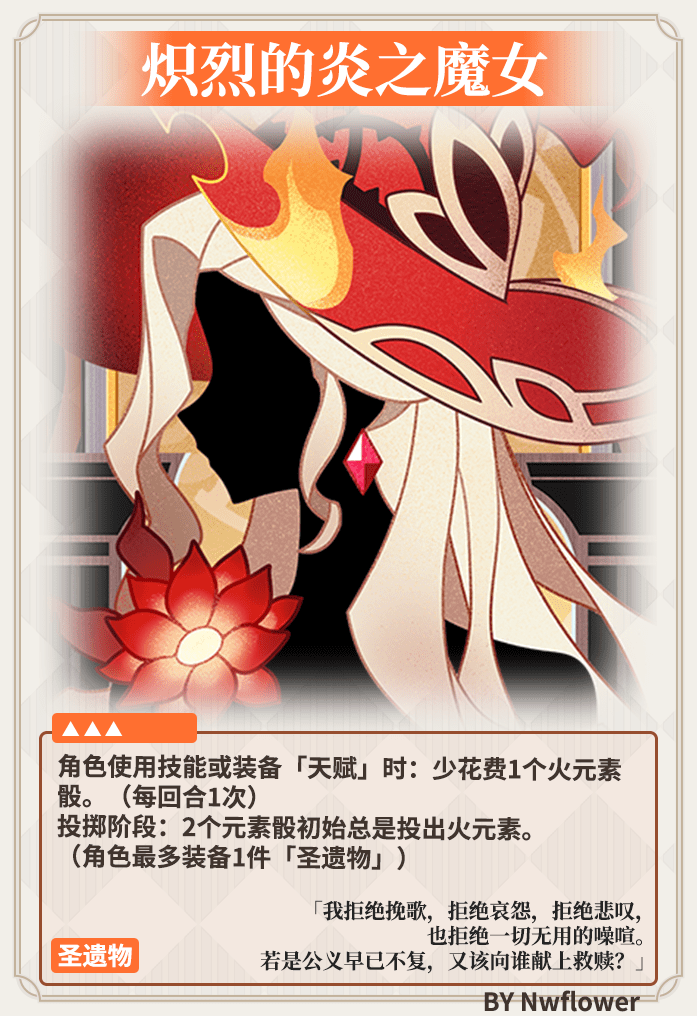 炽烈的炎之魔女
角色使用技能或装备「天赋」时：少花费1个火元素
骰。（每回合1次）
投掷阶段：2个元素骰初始总是投出火元素。
（角色最多装备1件「圣遗物」）
「我拒绝挽歌，拒绝哀怨，拒绝悲叹，
也拒绝一切无用的噪喧。
若是公义早已不复，又该向谁献上救赎？」
圣遗物
BY Nwflower